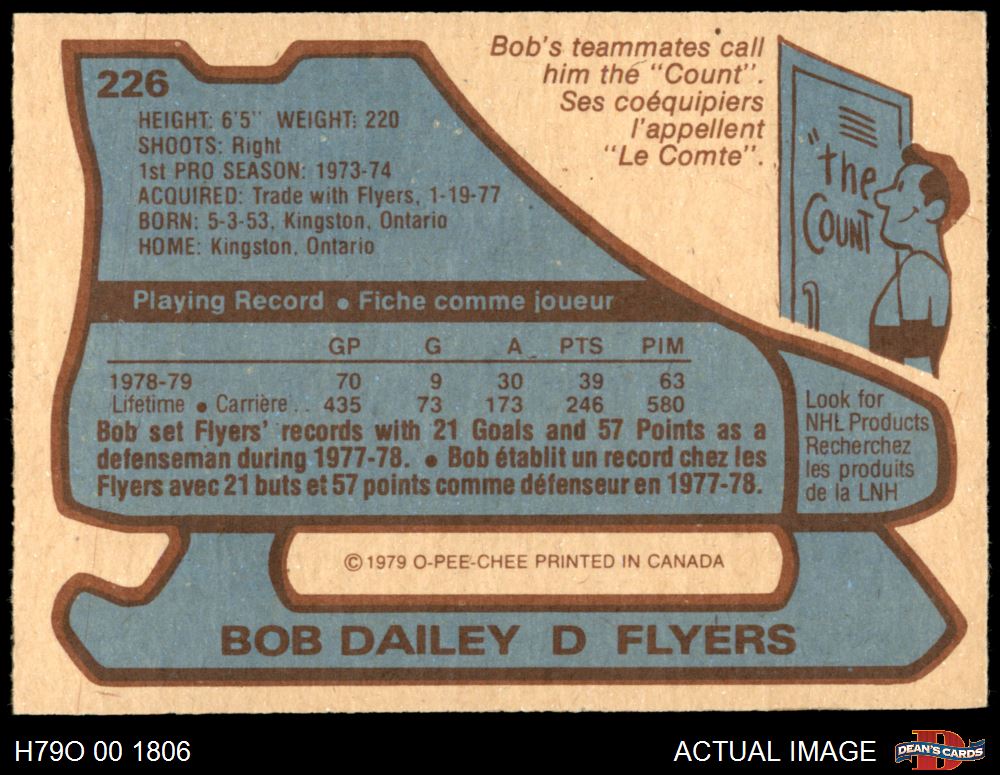 226
Bob's teammates call
him the "Count".
Ses coéquipiers
l'appellent
"Le Comte".
"the
COUNT
HEIGHT: 6'5" WEIGHT: 220
SHOOTS: Right
1st PRO SEASON: 1973-74
ACQUIRED: Trade with Flyers, 1-19-77
BORN: 5-3-53, Kingston, Ontario
HOME: Kingston, Ontario
Playing Record • Fiche comme joueur
GP G A PTS PIM
1978-79 70 9 30 39 63
Lifetime • Carrière .. 435 73 173 246 580
Bob set Flyers' records with 21 Goals and 57 Points as a
defenseman during 1977-78. • Bob établit un record chez les
Flyers avec 21 buts et 57 points comme défenseur en 1977-78.
Look for
NHL Products
Recherchez
les produits
de la LNH
© 1979 O-PEE-CHEE PRINTED IN CANADA
BOB DAILEY D FLYERS
H79O 00 1806
ACTUAL IMAGE
D
DEAN'S CARDS